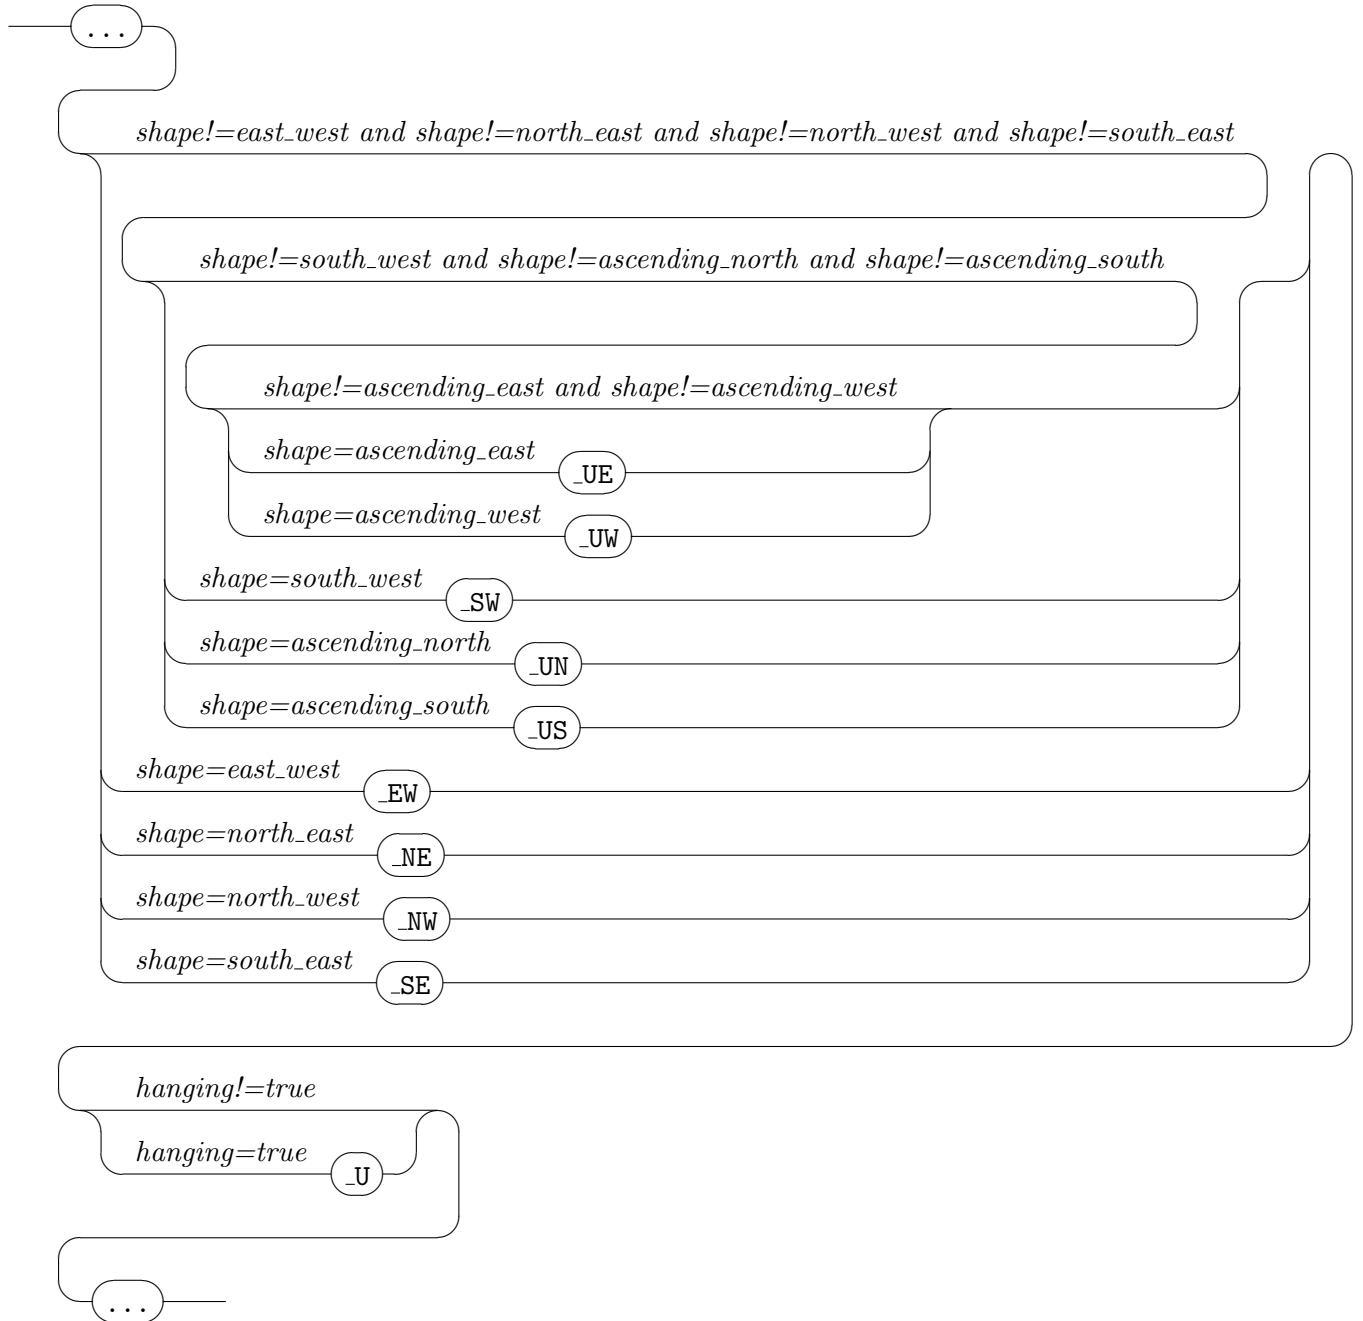 ...
shape!=east_west and shape!=north_east and shape!=north_west and shape!=south_east
shape!=south_west and shape!=ascending_north and shape!=ascending_south
shape!=ascending_east and shape!=ascending_west
shape=ascending_east _UE
shape=ascending_west _UW
shape=south_west _SW
shape=ascending_north _UN
shape=ascending_south _US
shape=east_west _EW
shape=north_east _NE
shape=north_west _NW
shape=south_east _SE
hanging!=true
hanging=true _U
...